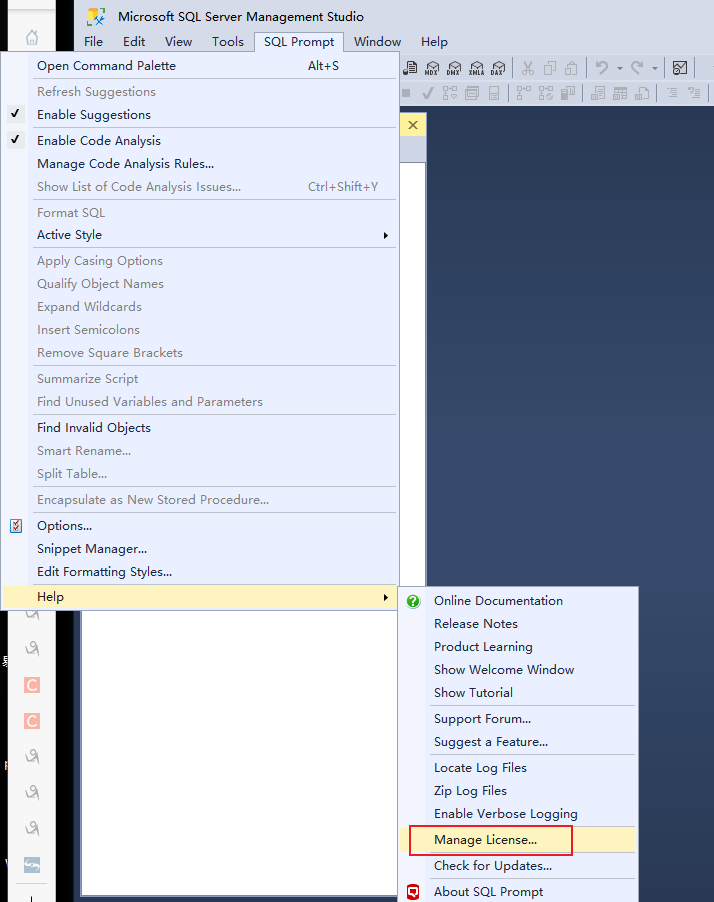 Microsoft SQL Server Management Studio
File Edit View Tools SQL Prompt Window Help
Open Command Palette Alt+S
MDX DMX XMLA DAX
Refresh Suggestions
Enable Suggestions
Enable Code Analysis
Manage Code Analysis Rules...
Show List of Code Analysis Issues... Ctrl+Shift+Y
Format SQL
Active Style
Apply Casing Options
Qualify Object Names
Expand Wildcards
Insert Semicolons
Remove Square Brackets
Summarize Script
Find Unused Variables and Parameters
Find Invalid Objects
Smart Rename...
Split Table...
Encapsulate as New Stored Procedure...
Options...
Snippet Manager...
Edit Formatting Styles...
Help
Online Documentation
Release Notes
Product Learning
Show Welcome Window
Show Tutorial
Support Forum...
Suggest a Feature...
Locate Log Files
Zip Log Files
Enable Verbose Logging
Manage License...
Check for Updates...
About SQL Prompt
C
C